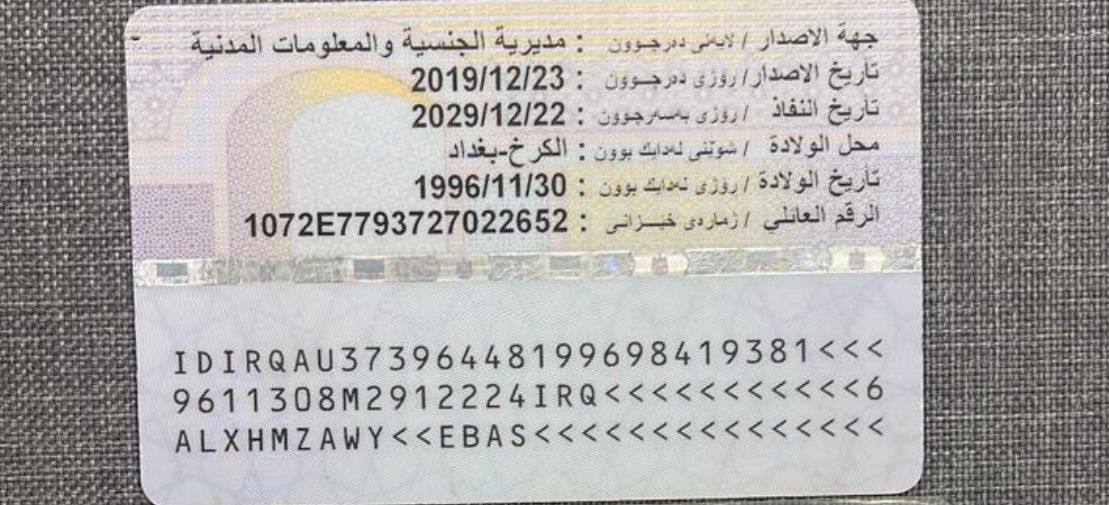 جهة الاصدار / لايەنی دەرچوون : مديرية الجنسية والمعلومات المدنية
تاريخ الاصدار / رۆژی دەرچوون : 2019/12/23
تاريخ النفاذ / رۆژی بەسەرچوون : 2029/12/22
محل الولادة / شوێنی لەدایك بوون : الكرخ-بغداد
تاريخ الولادة / رۆژی لەدایك بوون : 1996/11/30
الرقم العائلي / ژمارەی خێزانی : 1072E7793727022652
IDIRQAU37396448199698419381<<<
9611308M2912224IRQ<<<<<<<<<<<6
ALXHMZAWY<<EBAS<<<<<<<<<<<<<<<